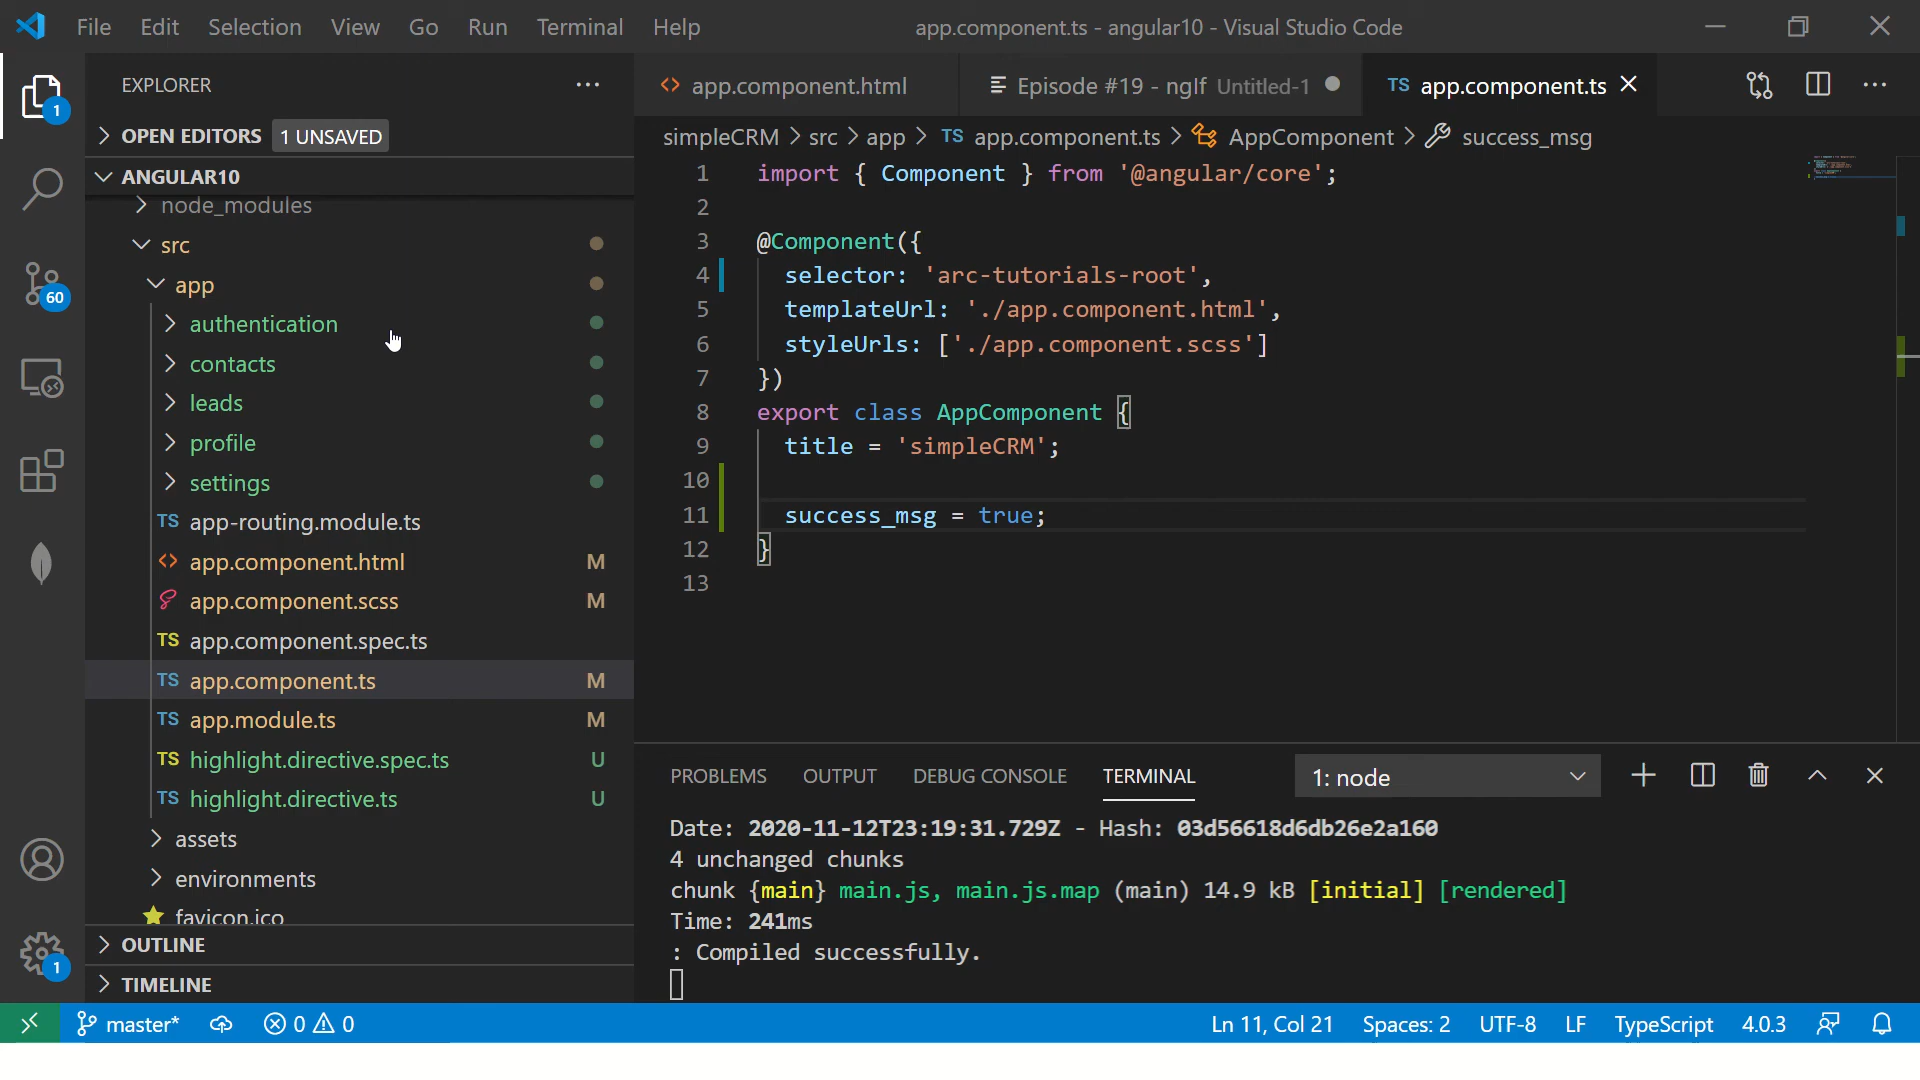 File Edit Selection View Go Run Terminal Help app.component.ts - angular10 - Visual Studio Code
EXPLORER
OPEN EDITORS 1 UNSAVED
ANGULAR10
node_modules
src
app
authentication
contacts
leads
profile
settings
TS app-routing.module.ts
<> app.component.html M
app.component.scss M
TS app.component.spec.ts
TS app.component.ts M
TS app.module.ts M
TS highlight.directive.spec.ts U
TS highlight.directive.ts U
assets
environments
favicon.ico
OUTLINE
TIMELINE
1
60
1
<> app.component.html Episode #19 - ngIf Untitled-1 TS app.component.ts
simpleCRM > src > app > TS app.component.ts > AppComponent > success_msg
1 import { Component } from '@angular/core';
2
3 @Component({
4 selector: 'arc-tutorials-root',
5 templateUrl: './app.component.html',
6 styleUrls: ['./app.component.scss']
7 })
8 export class AppComponent {
9 title = 'simpleCRM';
10
11 success_msg = true;
12 }
13
PROBLEMS OUTPUT DEBUG CONSOLE TERMINAL 1: node
Date: 2020-11-12T23:19:31.729Z - Hash: 03d56618d6db26e2a160
4 unchanged chunks
chunk {main} main.js, main.js.map (main) 14.9 kB [initial] [rendered]
Time: 241ms
: Compiled successfully.
master* 0 0 Ln 11, Col 21 Spaces: 2 UTF-8 LF TypeScript 4.0.3